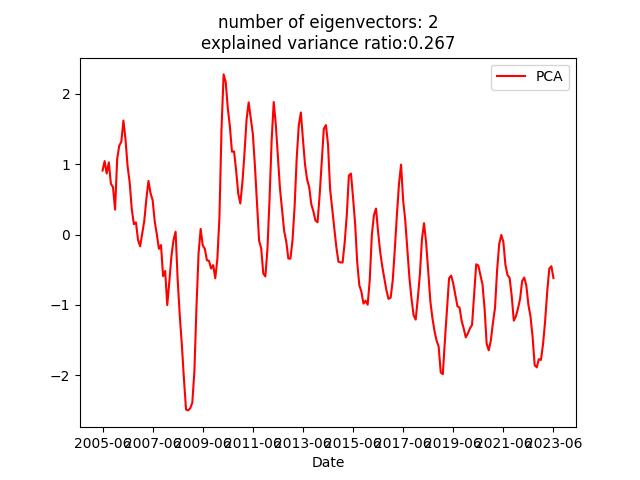 number of eigenvectors: 2
explained variance ratio:0.267
PCA
2
1
0
−1
−2
2005-06 2007-06 2009-06 2011-06 2013-06 2015-06 2017-06 2019-06 2021-06 2023-06
Date